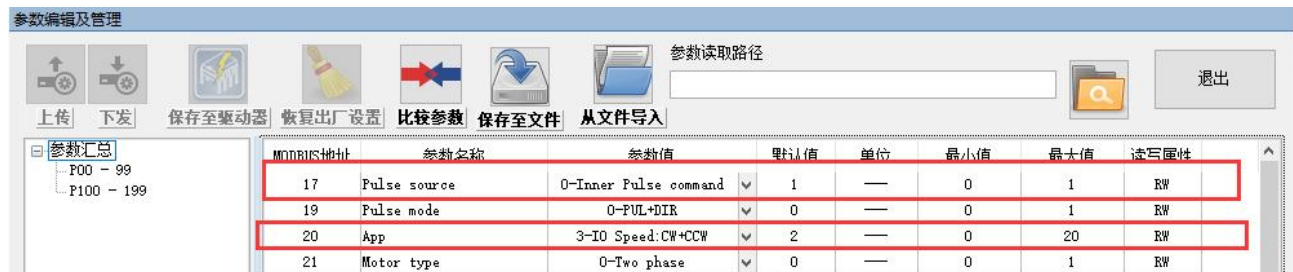 参数编辑及管理
参数读取路径
退出
上传 下发 保存至驱动器 恢复出厂设置 比较参数 保存至文件 从文件导入
参数汇总
P00 - 99
P100 - 199
MODBUS地址 参数名称 参数值 默认值 单位 最小值 最大值 读写属性
17 Pulse source 0-Inner Pulse command 1 —— 0 1 RW
19 Pulse mode 0-PUL+DIR 0 —— 0 1 RW
20 App 3-IO Speed:CW+CCW 2 —— 0 20 RW
21 Motor type 0-Two phase 0 —— 0 1 RW